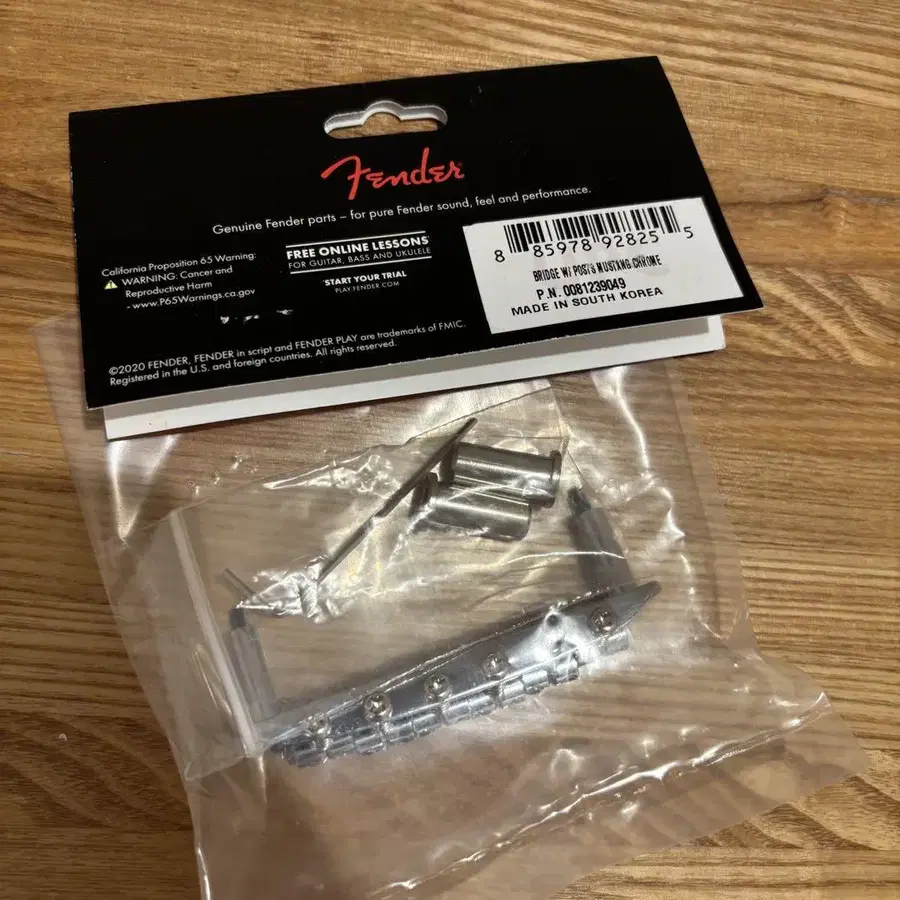 Fender
Genuine Fender parts – for pure Fender sound, feel and performance.
California Proposition 65 Warning:
WARNING: Cancer and
Reproductive Harm
- www.P65Warnings.ca.gov
FREE ONLINE LESSONS
FOR GUITAR, BASS AND UKULELE
START YOUR TRIAL
PLAY.FENDER.COM
8 85978 92825 5
BRIDGE W/ POSTS MUSTANG CHROME
P.N. 0081239049
MADE IN SOUTH KOREA
©2020 FENDER, FENDER in script and FENDER PLAY are trademarks of FMIC.
Registered in the U.S. and foreign countries. All rights reserved.